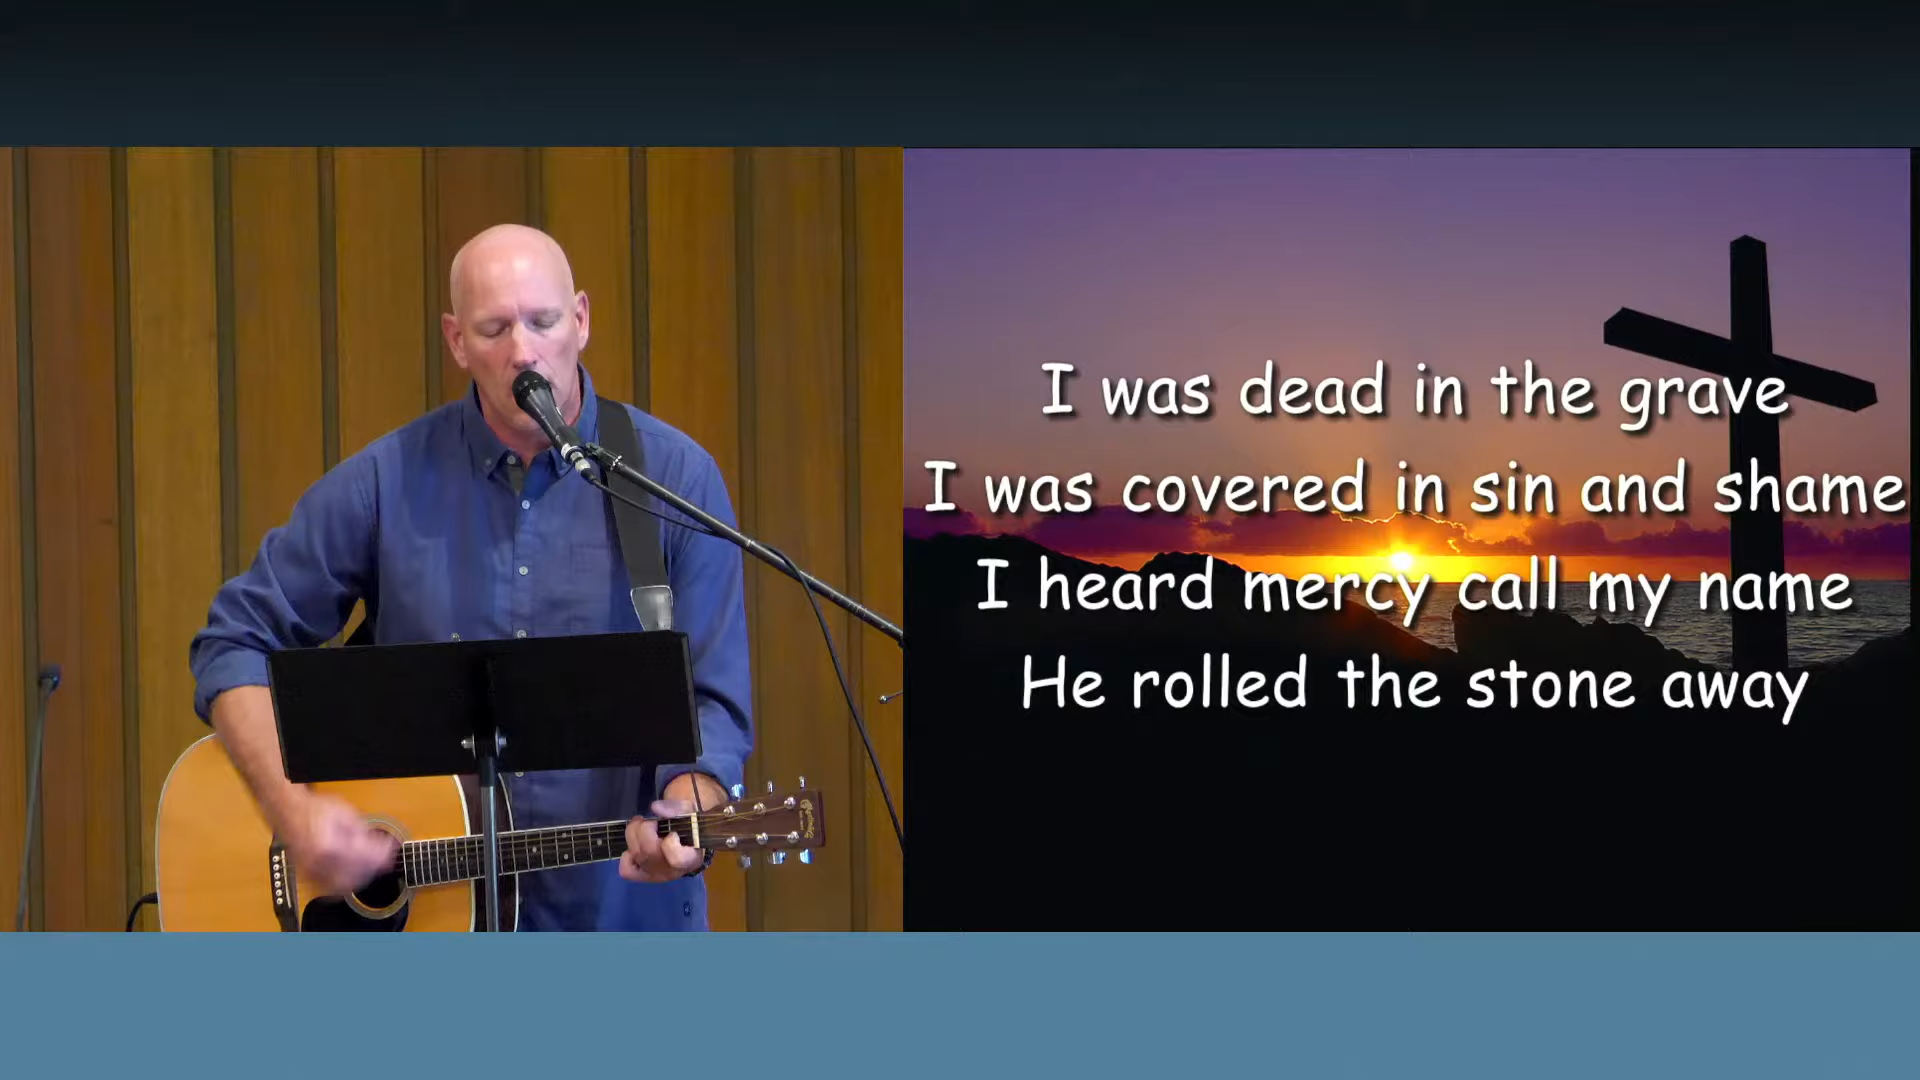 I was dead in the grave
I was covered in sin and shame
I heard mercy call my name
He rolled the stone away